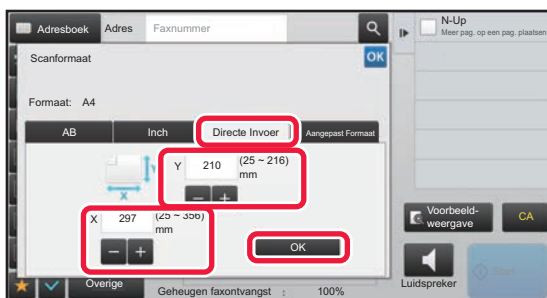 Adresboek Adres Faxnummer
N-Up
Meer pag. op een pag. plaatsen
Scanformaat OK
Formaat: A4
AB Inch Directe Invoer Aangepast Formaat
Y 210 (25 ~ 216)
mm
Y
X
- +
X 297 (25 ~ 356)
mm
- +
OK
Voorbeeld-
weergave
CA
Start
Luidspreker
Overige
Geheugen faxontvangst : 100%